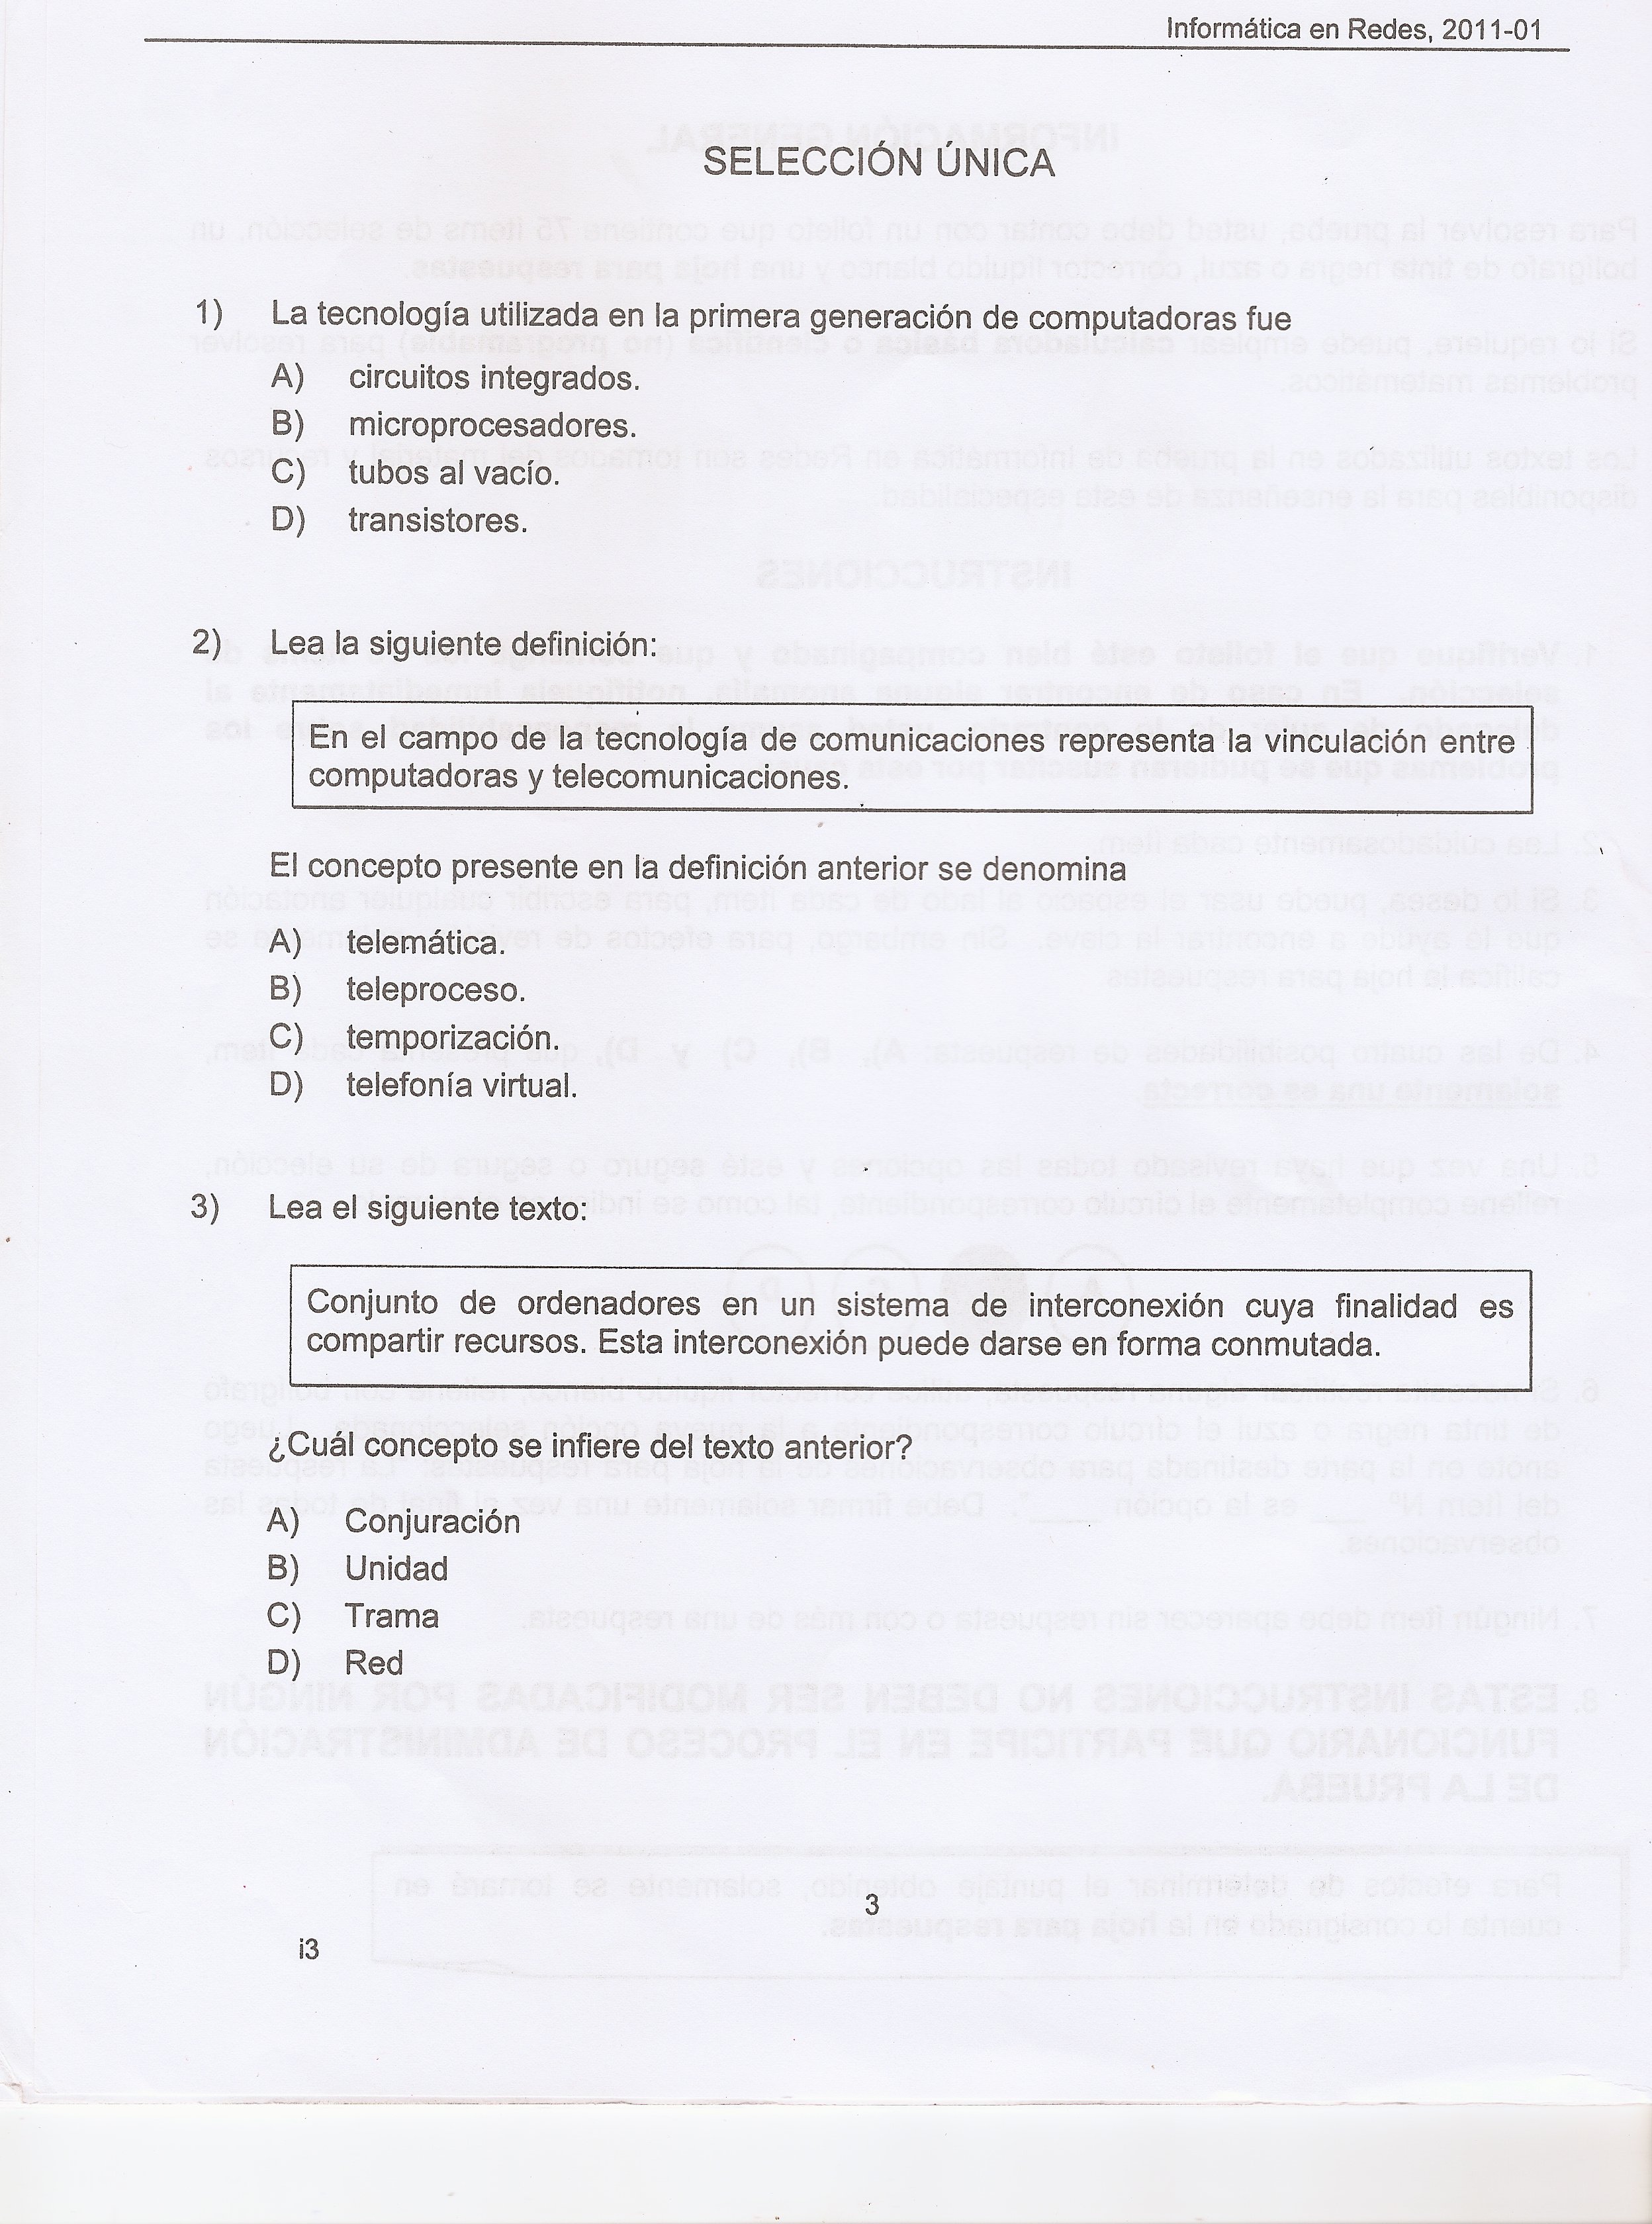 Informática en Redes, 2011-01
SELECCIÓN ÚNICA
1) La tecnología utilizada en la primera generación de computadoras fue
A) circuitos integrados.
B) microprocesadores.
C) tubos al vacío.
D) transistores.
2) Lea la siguiente definición:
En el campo de la tecnología de comunicaciones representa la vinculación entre
computadoras y telecomunicaciones.
El concepto presente en la definición anterior se denomina
A) telemática.
B) teleproceso.
C) temporización.
D) telefonía virtual.
3) Lea el siguiente texto:
Conjunto de ordenadores en un sistema de interconexión cuya finalidad es
compartir recursos. Esta interconexión puede darse en forma conmutada.
¿Cuál concepto se infiere del texto anterior?
A) Conjuración
B) Unidad
C) Trama
D) Red
3
i3